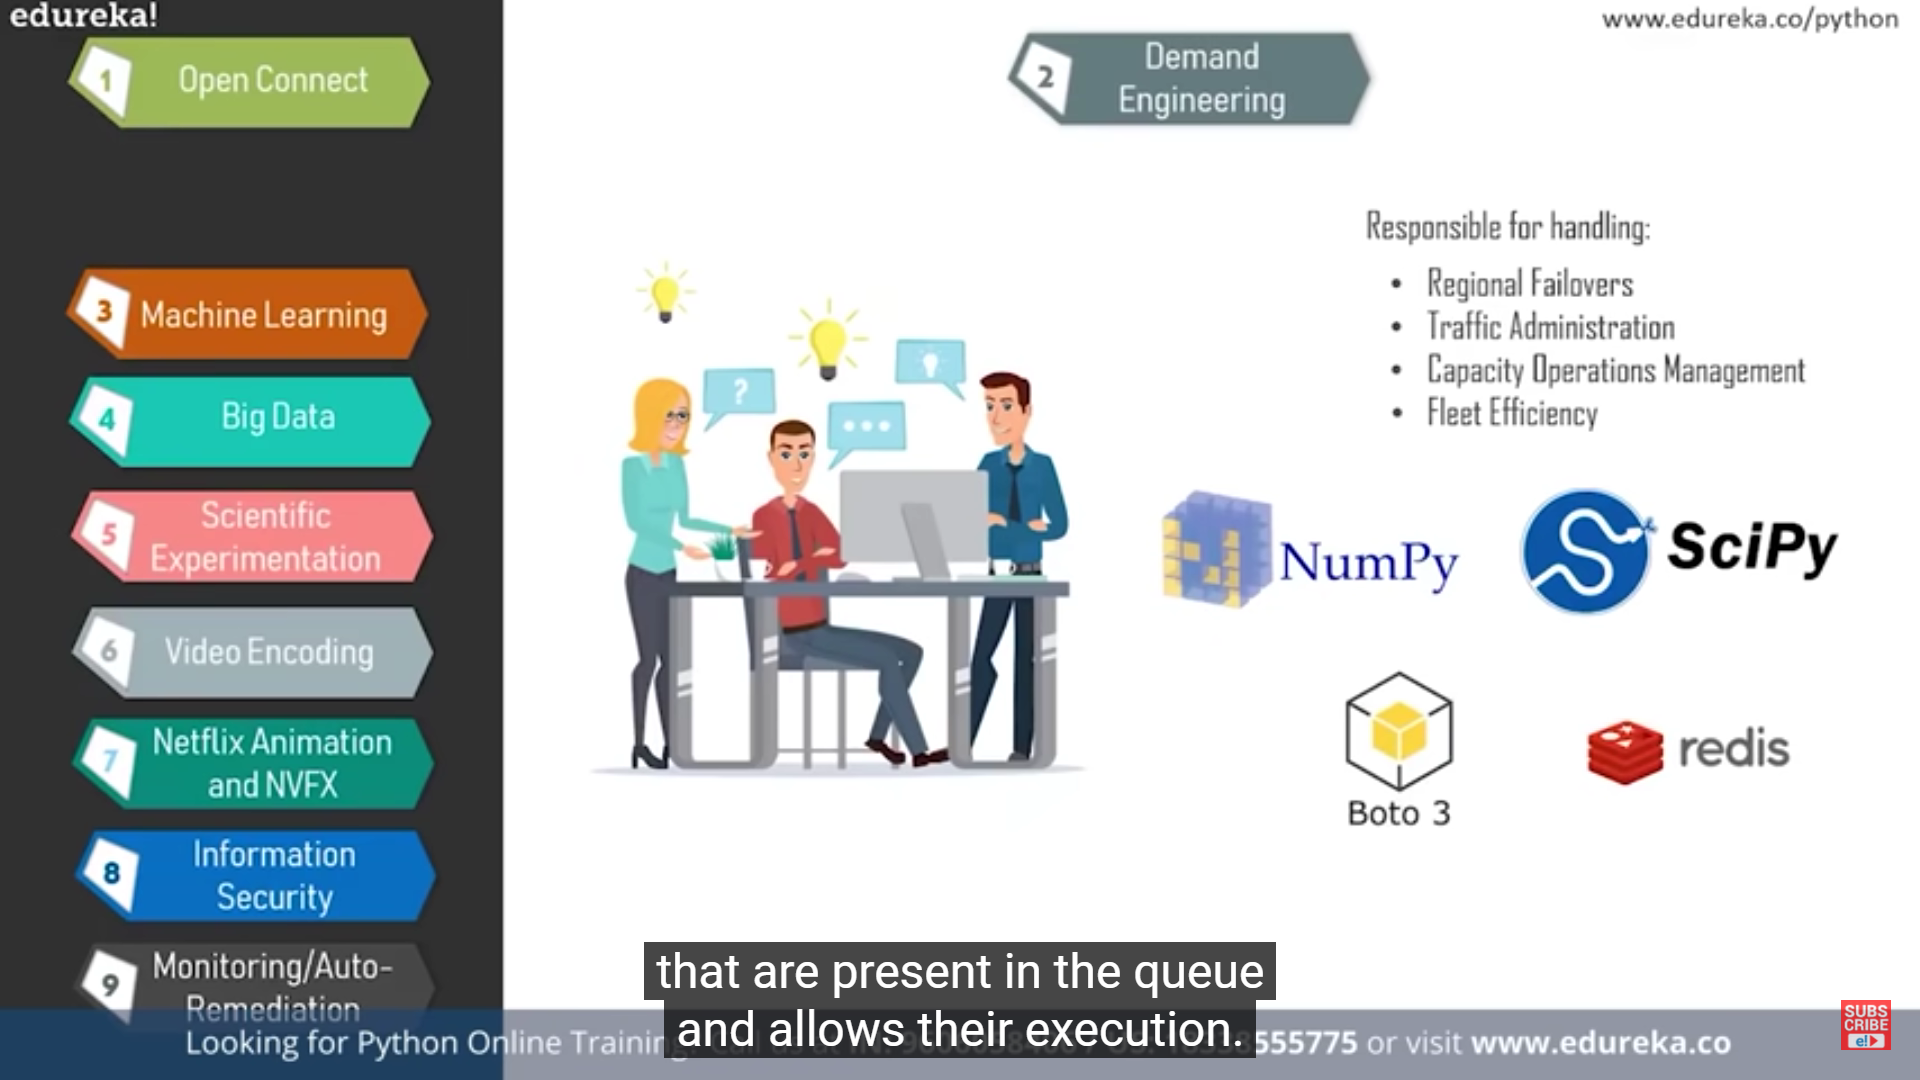 edureka!
www.edureka.co/python
1
Open Connect
2
Demand
Engineering
3
Machine Learning
4
Big Data
5
Scientific
Experimentation
6
Video Encoding
7
Netflix Animation
and NVFX
8
Information
Security
9
Monitoring/Auto-
Remediation
Responsible for handling:
• Regional Failovers
• Traffic Administration
• Capacity Operations Management
• Fleet Efficiency
?
NumPy
SciPy
Boto 3
redis
that are present in the queue
and allows their execution.
Looking for Python Online Training? 555775 or visit www.edureka.co
SUBS
CRIBE
e!